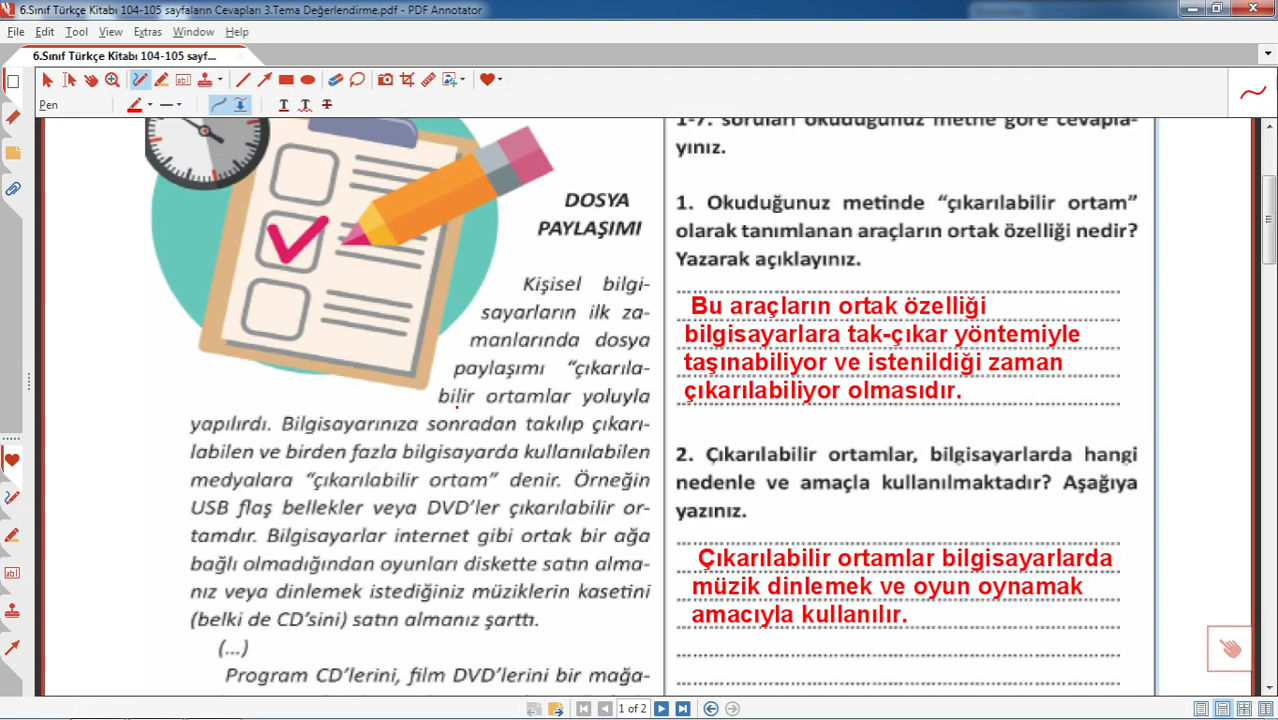 6.Sınıf Türkçe Kitabı 104-105 sayfaların Cevapları 3.Tema Değerlendirme.pdf - PDF Annotator
File Edit Tool View Extras Window Help
6.Sınıf Türkçe Kitabı 104-105 sayf...
Pen
DOSYA
PAYLAŞIMI
Kişisel bilgi-
sayarların ilk za-
manlarında dosya
paylaşımı “çıkarıla-
bilir ortamlar yoluyla
yapılırdı. Bilgisayarınıza sonradan takılıp çıkarı-
labilen ve birden fazla bilgisayarda kullanılabilen
medyalara “çıkarılabilir ortam” denir. Örneğin
USB flaş bellekler veya DVD’ler çıkarılabilir or-
tamdır. Bilgisayarlar internet gibi ortak bir ağa
bağlı olmadığından oyunları diskette satın alma-
nız veya dinlemek istediğiniz müziklerin kasetini
(belki de CD’sini) satın almanız şarttı.
(...)
Program CD’lerini, film DVD’lerini bir mağa-
1-7. soruları okuduğunuz metne göre cevapla-
yınız.
1. Okuduğunuz metinde “çıkarılabilir ortam”
olarak tanımlanan araçların ortak özelliği nedir?
Yazarak açıklayınız.
Bu araçların ortak özelliği
bilgisayarlara tak-çıkar yöntemiyle
taşınabiliyor ve istenildiği zaman
çıkarılabiliyor olmasıdır.
2. Çıkarılabilir ortamlar, bilgisayarlarda hangi
nedenle ve amaçla kullanılmaktadır? Aşağıya
yazınız.
Çıkarılabilir ortamlar bilgisayarlarda
müzik dinlemek ve oyun oynamak
amacıyla kullanılır.
1 of 2